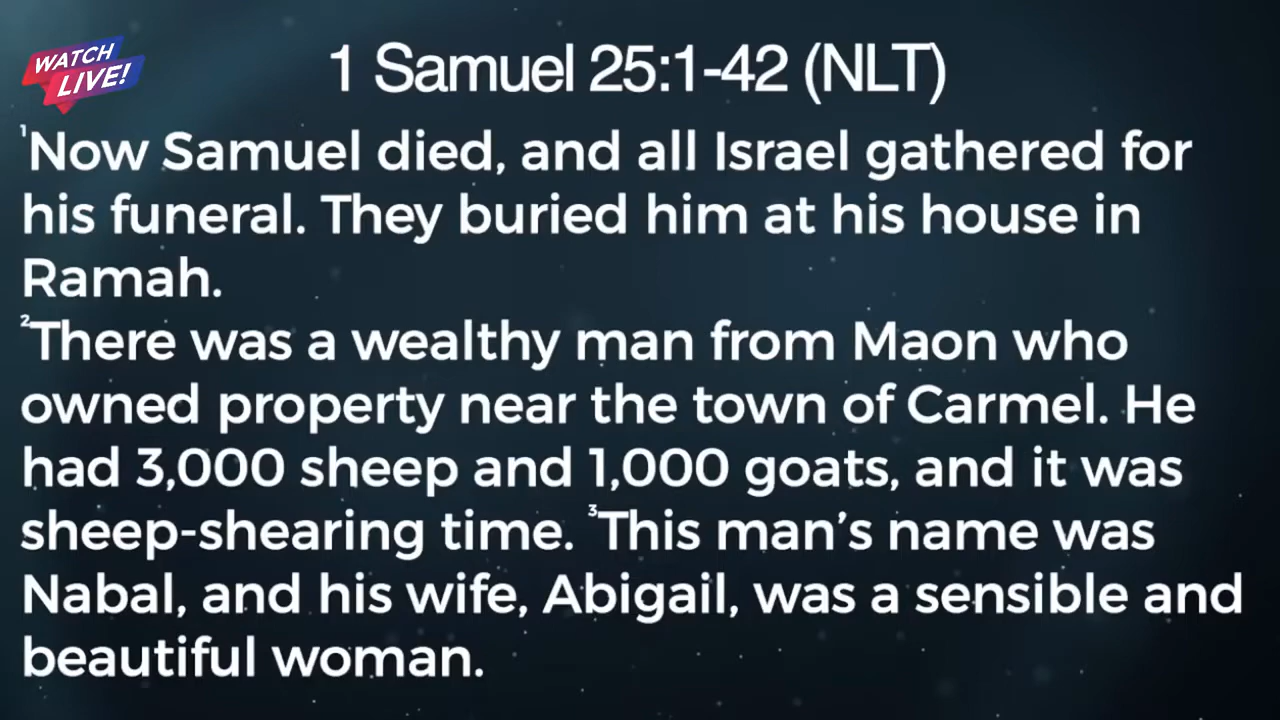 WATCH
LIVE!
1 Samuel 25:1-42 (NLT)
¹Now Samuel died, and all Israel gathered for
his funeral. They buried him at his house in
Ramah.
²There was a wealthy man from Maon who
owned property near the town of Carmel. He
had 3,000 sheep and 1,000 goats, and it was
sheep-shearing time. ³This man’s name was
Nabal, and his wife, Abigail, was a sensible and
beautiful woman.